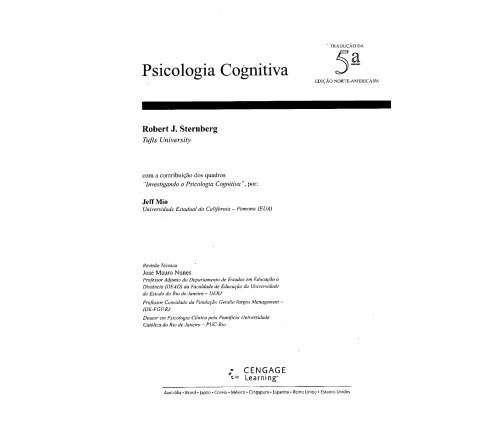 TRADUÇÃO DA
5ª
EDIÇÃO NORTE-AMERICANA
Psicologia Cognitiva
Robert J. Sternberg
Tufts University
com a contribuição dos quadros
"Investigando a Psicologia Cognitiva", por:
Jeff Mio
Universidade Estadual da Califórnia – Pomona (EUA)
Revisão Técnica
José Mauro Nunes
Professor Adjunto do Departamento de Estudos em Educação a
Distância (DEAD) da Faculdade de Educação da Universidade
do Estado do Rio de Janeiro – UERJ
Professor Convidado da Fundação Getulio Vargas Management –
IDE-FGV-RJ
Doutor em Psicologia Clínica pela Pontifícia Universidade
Católica do Rio de Janeiro – PUC-Rio
CENGAGE
Learning
Austrália • Brasil • Japão • Coreia • México • Cingapura • Espanha • Reino Unido • Estados Unidos